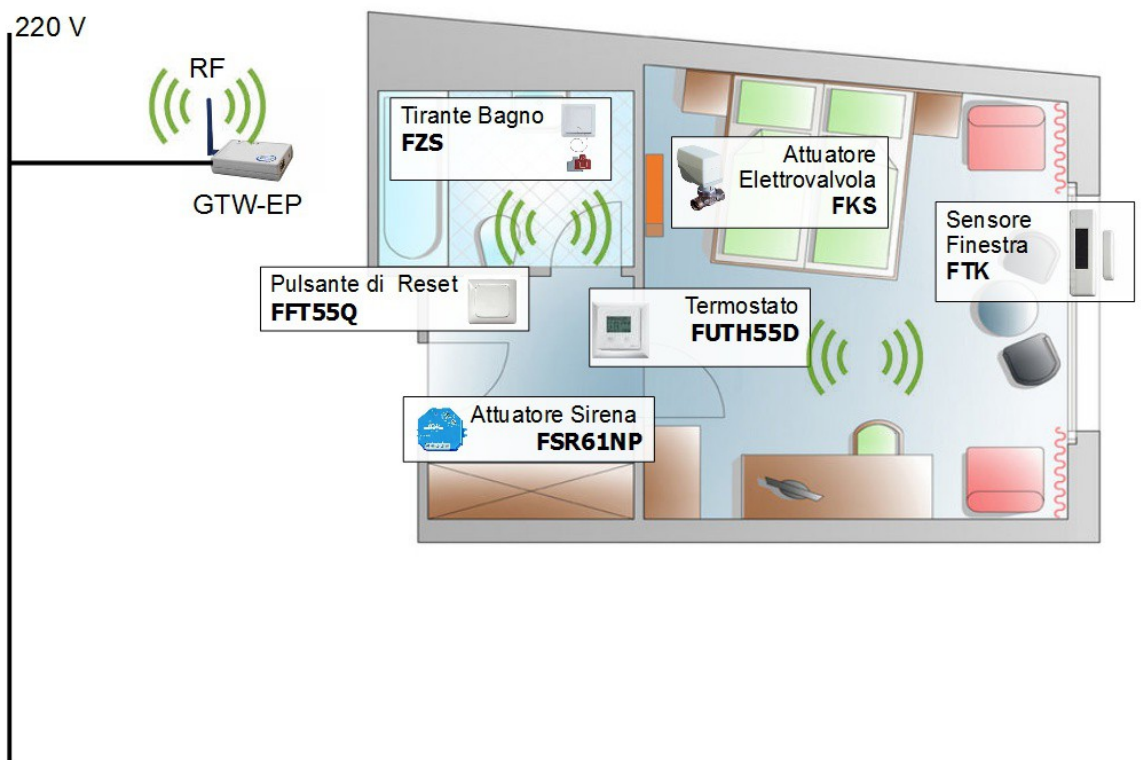 220 V
RF
GTW-EP
Tirante Bagno
FZS
Attuatore
Elettrovalvola
FKS
Sensore
Finestra
FTK
Pulsante di Reset
FFT55Q
Termostato
FUTH55D
Attuatore Sirena
FSR61NP